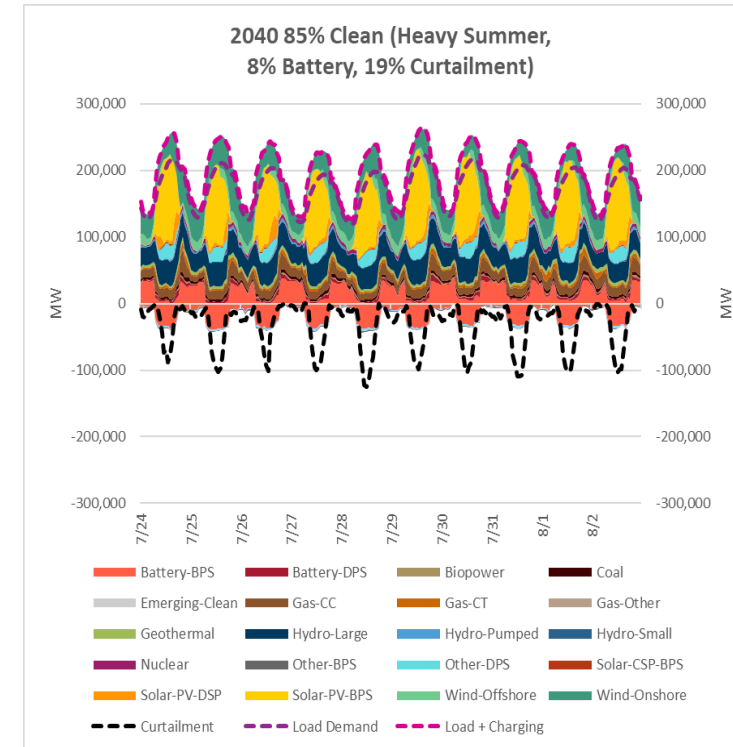 2040 85% Clean (Heavy Summer,
8% Battery, 19% Curtailment)
300,000 300,000
200,000 200,000
100,000 100,000
0 0
-100,000 -100,000
-200,000 -200,000
-300,000 -300,000
MW MW
7/24 7/25 7/26 7/27 7/28 7/29 7/30 7/31 8/1 8/2
Battery-BPS Battery-DPS Biopower Coal
Emerging-Clean Gas-CC Gas-CT Gas-Other
Geothermal Hydro-Large Hydro-Pumped Hydro-Small
Nuclear Other-BPS Other-DPS Solar-CSP-BPS
Solar-PV-DSP Solar-PV-BPS Wind-Offshore Wind-Onshore
Curtailment Load Demand Load + Charging